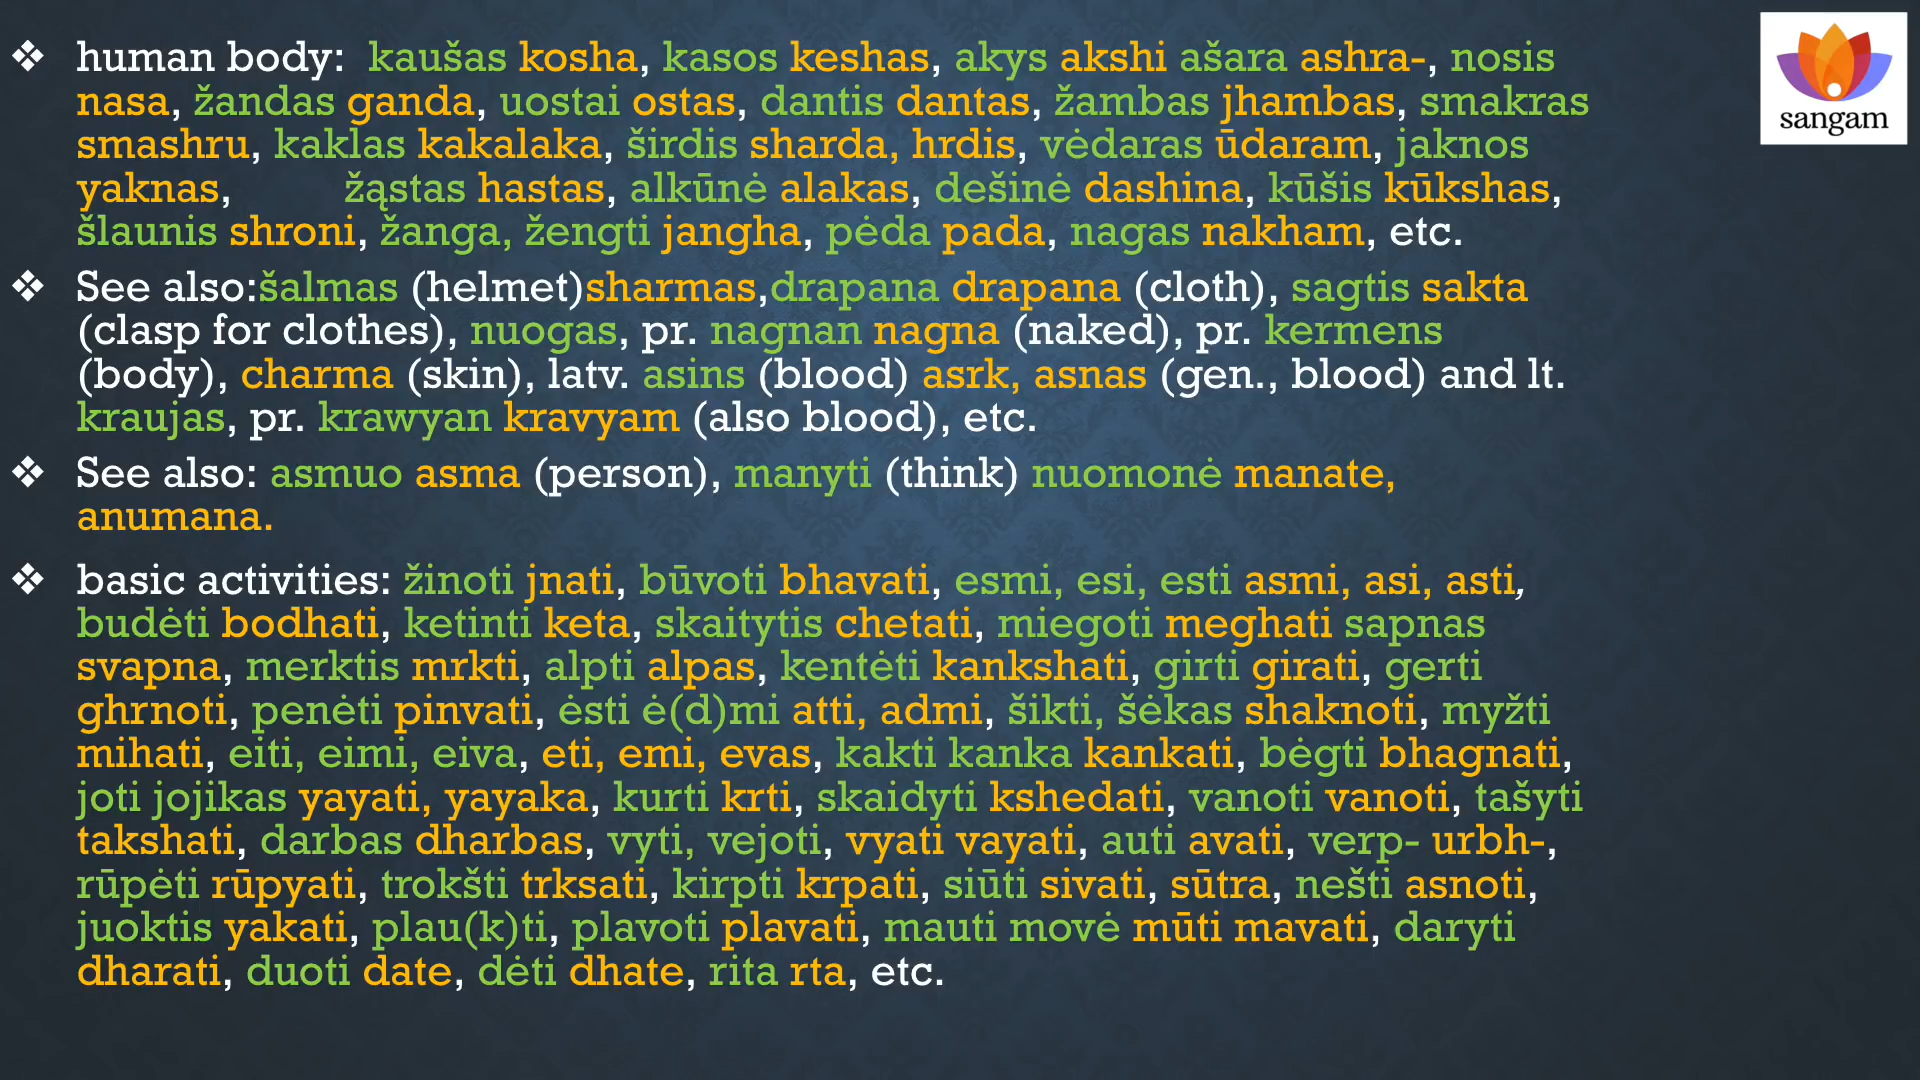 ❖ human body: kaušas kosha, kasos keshas, akys akshi ašara ashra-, nosis
nasa, žandas ganda, uostai ostas, dantis dantas, žambas jhambas, smakras
smashru, kaklas kakalaka, širdis sharda, hrdis, vėdaras ūdaram, jaknos
yaknas, žąstas hastas, alkūnė alakas, dešinė dashina, kūšis kūkshas,
šlaunis shroni, žanga, žengti jangha, pėda pada, nagas nakham, etc.
❖ See also:šalmas (helmet)sharmas,drapana drapana (cloth), sagtis sakta
(clasp for clothes), nuogas, pr. nagnan nagna (naked), pr. kermens
(body), charma (skin), latv. asins (blood) asrk, asnas (gen., blood) and lt.
kraujas, pr. krawyan kravyam (also blood), etc.
❖ See also: asmuo asma (person), manyti (think) nuomonė manate,
anumana.
❖ basic activities: žinoti jnati, būvoti bhavati, esmi, esi, esti asmi, asi, asti,
budėti bodhati, ketinti keta, skaitytis chetati, miegoti meghati sapnas
svapna, merktis mrkti, alpti alpas, kentėti kankshati, girti girati, gerti
ghrnoti, penėti pinvati, ėsti ė(d)mi atti, admi, šikti, šėkas shaknoti, myžti
mihati, eiti, eimi, eiva, eti, emi, evas, kakti kanka kankati, bėgti bhagnati,
joti jojikas yayati, yayaka, kurti krti, skaidyti kshedati, vanoti vanoti, tašyti
takshati, darbas dharbas, vyti, vejoti, vyati vayati, auti avati, verp- urbh-,
rūpėti rūpyati, trokšti trksati, kirpti krpati, siūti sivati, sūtra, nešti asnoti,
juoktis yakati, plau(k)ti, plavoti plavati, mauti movė mūti mavati, daryti
dharati, duoti date, dėti dhate, rita rta, etc.
sangam